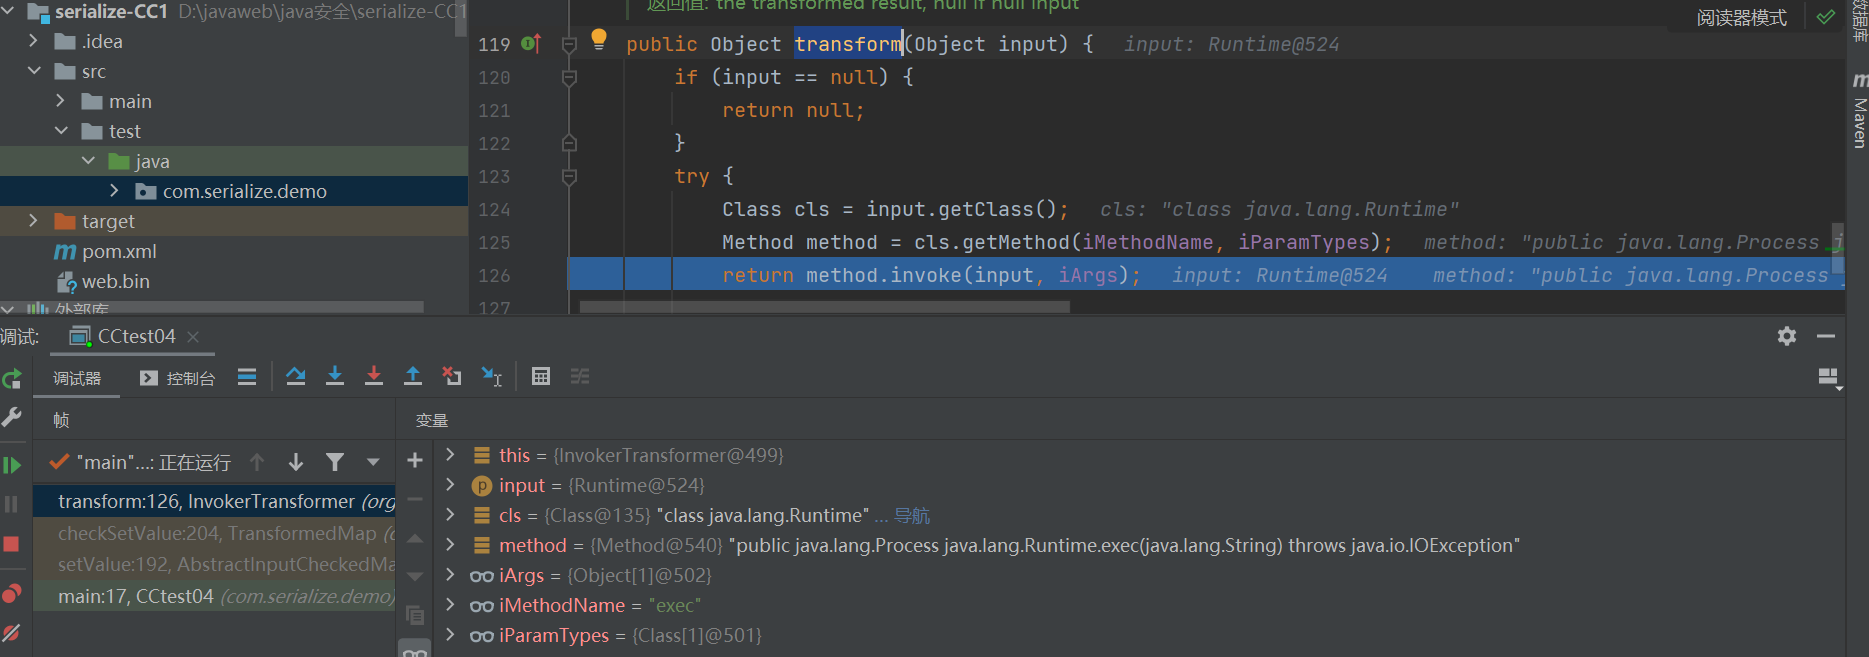 serialize-CC1 D:\javaweb\java安全\serialize-CC1
.idea
src
main
test
java
com.serialize.demo
target
pom.xml
web.bin
外部库
返回值: the transformed result, null if null input
阅读器模式
数据库
Maven
119 public Object transform(Object input) { input: Runtime@524
120 if (input == null) {
121 return null;
122 }
123 try {
124 Class cls = input.getClass(); cls: "class java.lang.Runtime"
125 Method method = cls.getMethod(iMethodName, iParamTypes); method: "public java.lang.Process j
126 return method.invoke(input, iArgs); input: Runtime@524 method: "public java.lang.Process
127
调试: CCtest04
调试器 控制台
帧
变量
"main"...: 正在运行
transform:126, InvokerTransformer (org
checkSetValue:204, TransformedMap (
setValue:192, AbstractInputCheckedMa
main:17, CCtest04 (com.serialize.demo)
this = {InvokerTransformer@499}
input = {Runtime@524}
cls = {Class@135} "class java.lang.Runtime" ... 导航
method = {Method@540} "public java.lang.Process java.lang.Runtime.exec(java.lang.String) throws java.io.IOException"
iArgs = {Object[1]@502}
iMethodName = "exec"
iParamTypes = {Class[1]@501}